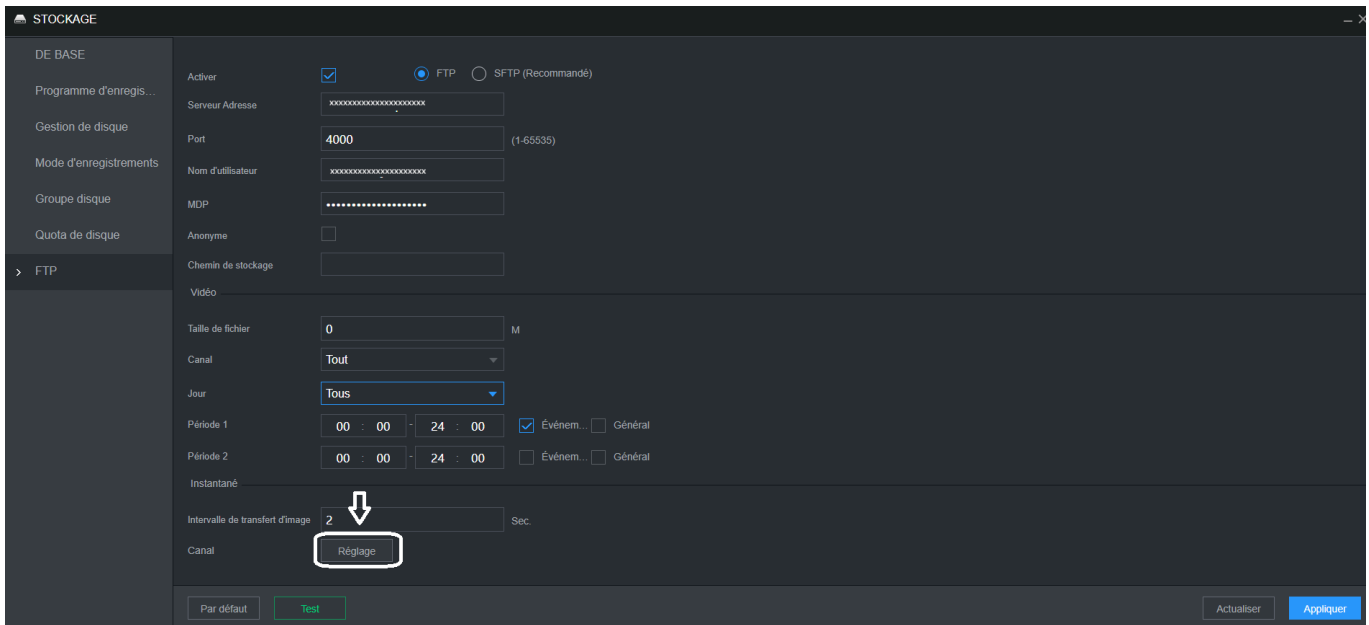 STOCKAGE
DE BASE
Programme d'enregis...
Gestion de disque
Mode d'enregistrements
Groupe disque
Quota de disque
FTP
Activer FTP SFTP (Recommandé)
Serveur Adresse xxxxxxxxxxxxxxxxxxxxx
Port 4000 (1-65535)
Nom d'utilisateur xxxxxxxxxxxxxxxxxxxxx
MDP ••••••••••••••••••••
Anonyme
Chemin de stockage
Vidéo
Taille de fichier 0 M
Canal Tout
Jour Tous
Période 1 00 : 00 - 24 : 00 Événem... Général
Période 2 00 : 00 - 24 : 00 Événem... Général
Instantané
Intervalle de transfert d'image 2 Sec.
Canal Réglage
Par défaut Test Actualiser Appliquer